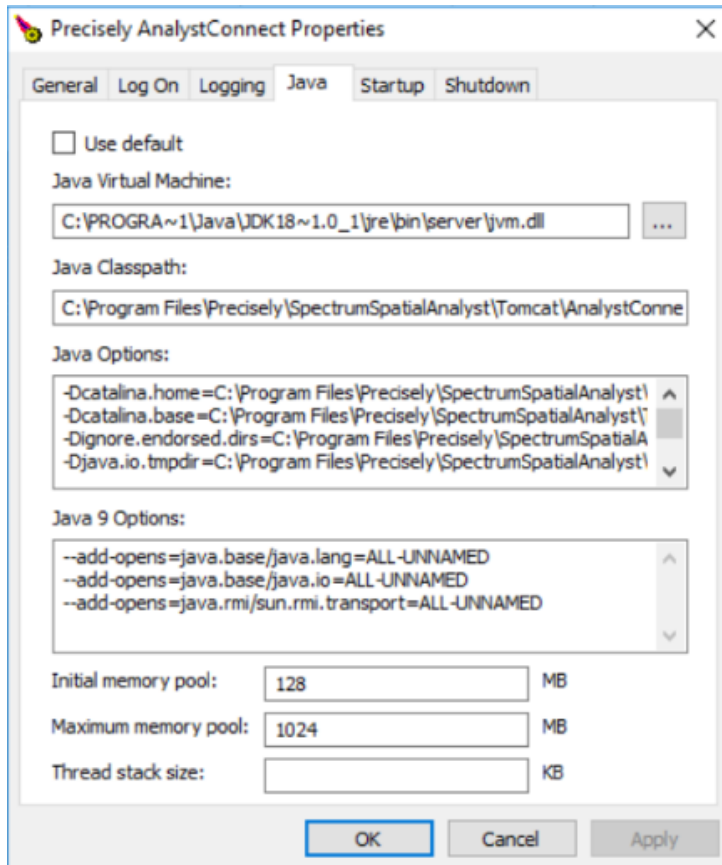 Precisely AnalystConnect Properties
General Log On Logging Java Startup Shutdown
Use default
Java Virtual Machine:
C:\PROGRA~1\Java\JDK18~1.0_1\jre\bin\server\jvm.dll ...
Java Classpath:
C:\Program Files\Precisely\SpectrumSpatialAnalyst\Tomcat\AnalystConne
Java Options:
-Dcatalina.home=C:\Program Files\Precisely\SpectrumSpatialAnalyst\
-Dcatalina.base=C:\Program Files\Precisely\SpectrumSpatialAnalyst\T
-Dignore.endorsed.dirs=C:\Program Files\Precisely\SpectrumSpatialA
-Djava.io.tmpdir=C:\Program Files\Precisely\SpectrumSpatialAnalyst\
Java 9 Options:
--add-opens=java.base/java.lang=ALL-UNNAMED
--add-opens=java.base/java.io=ALL-UNNAMED
--add-opens=java.rmi/sun.rmi.transport=ALL-UNNAMED
Initial memory pool: 128 MB
Maximum memory pool: 1024 MB
Thread stack size: KB
OK Cancel Apply